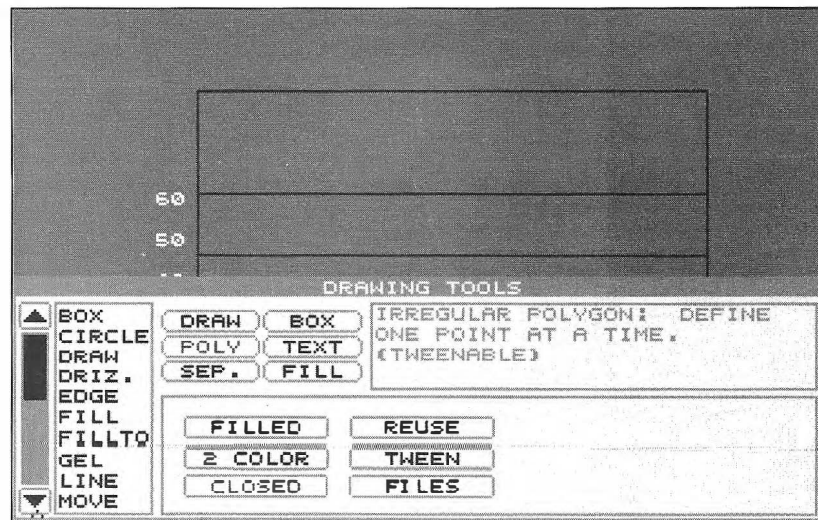 60
50
DRAWING TOOLS
BOX
CIRCLE
DRAW
DRIZ.
EDGE
FILL
FILLTO
GEL
LINE
MOVE
DRAW BOX
POLY TEXT
SEP. FILL
IRREGULAR POLYGON: DEFINE
ONE POINT AT A TIME.
(TWEENABLE)
FILLED REUSE
2 COLOR TWEEN
CLOSED FILES